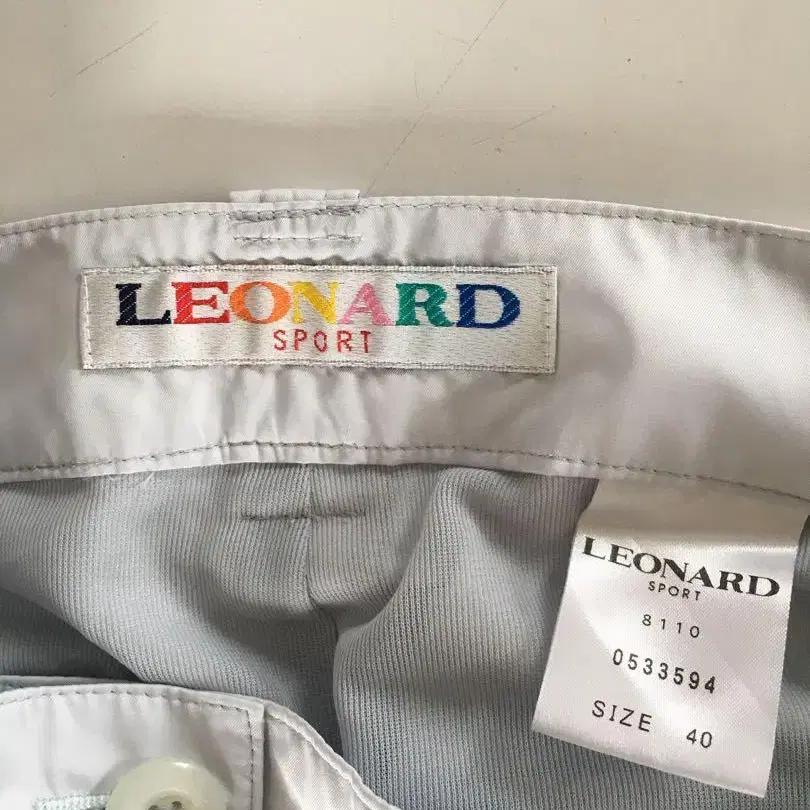 LEONARD
SPORT
LEONARD
SPORT
8110
0533594
SIZE 40